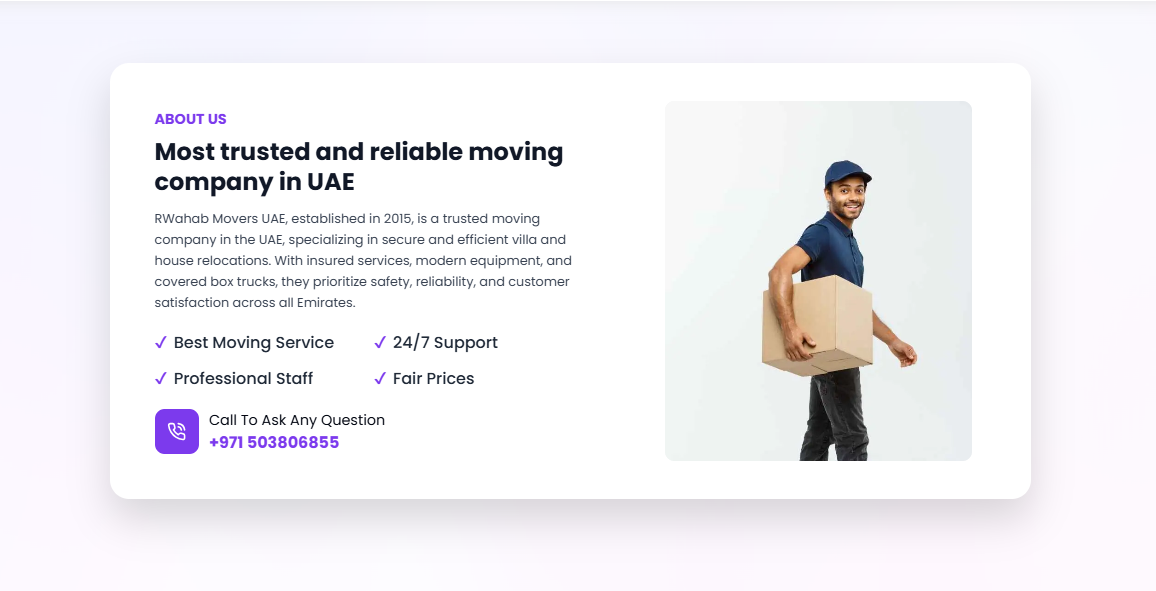 ABOUT US
Most trusted and reliable moving
company in UAE
RWahab Movers UAE, established in 2015, is a trusted moving
company in the UAE, specializing in secure and efficient villa and
house relocations. With insured services, modern equipment, and
covered box trucks, they prioritize safety, reliability, and customer
satisfaction across all Emirates.
✓ Best Moving Service
✓ 24/7 Support
✓ Professional Staff
✓ Fair Prices
Call To Ask Any Question
+971 503806855